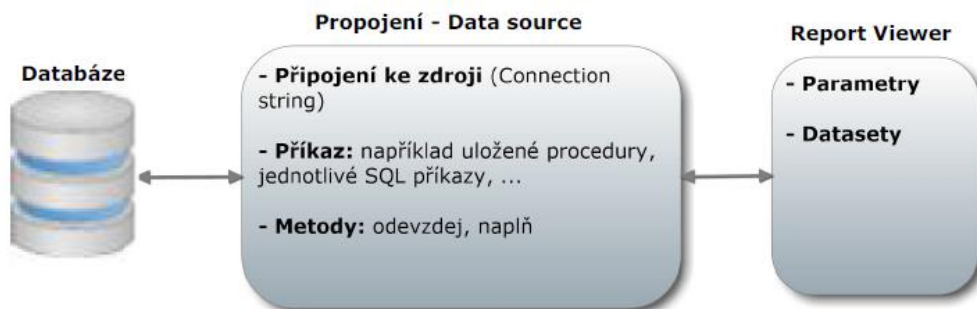 Databáze
Propojení - Data source
- Připojení ke zdroji (Connection
string)
- Příkaz: například uložené procedury,
jednotlivé SQL příkazy, ...
- Metody: odevzdej, naplň
Report Viewer
- Parametry
- Datasety